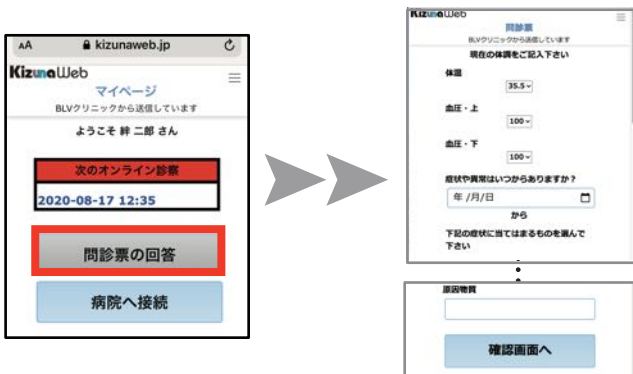 AA kizunaweb.jp
KizunaWeb
マイページ
BLVクリニックから送信しています
ようこそ 絆 二郎 さん
次のオンライン診察
2020-08-17 12:35
問診票の回答
病院へ接続
KizunaWeb
問診票
BLVクリニックから送信しています
現在の体調をご記入下さい
体温
35.5
血圧・上
100
血圧・下
100
症状や異常はいつからありますか？
年 /月/日
から
下記の症状に当てはまるものを選んで
下さい
原因物質
確認画面へ